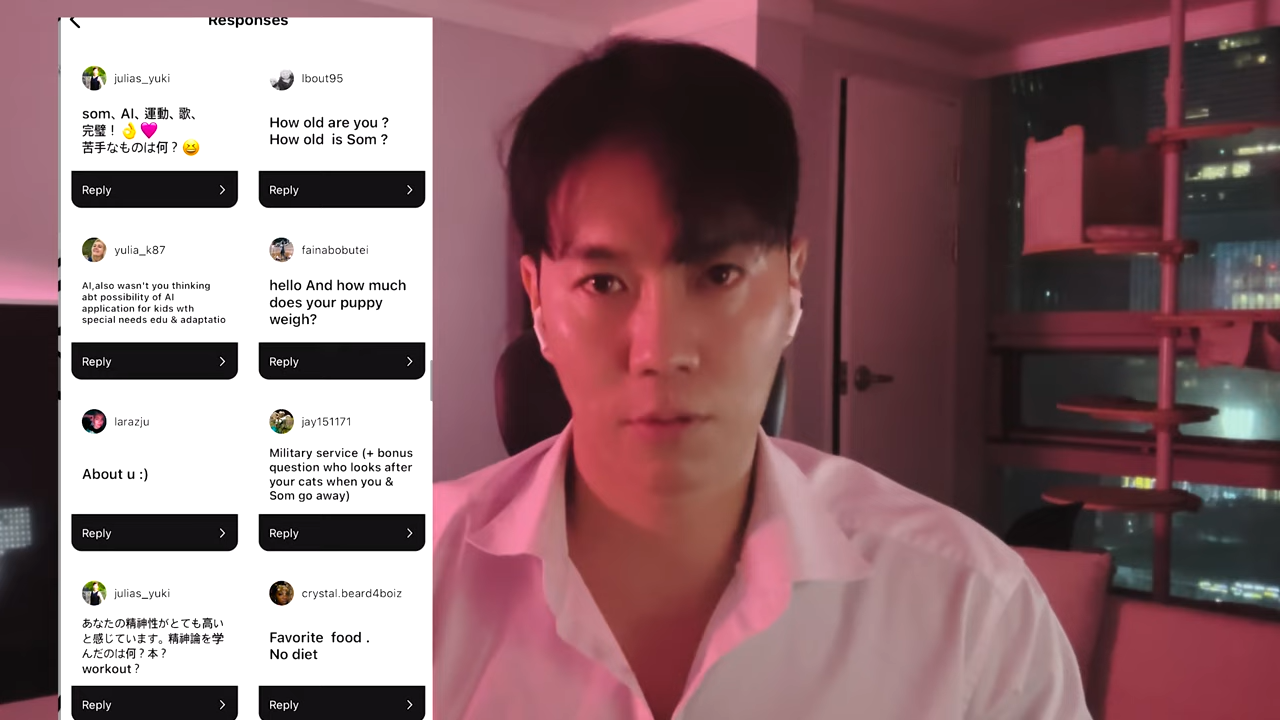 Responses
julias_yuki
som、AI、運動、歌、
完璧！👌💗
苦手なものは何？😆
Reply
lbout95
How old are you ?
How old is Som ?
Reply
yulia_k87
AI,also wasn't you thinking
abt possibility of AI
application for kids wth
special needs edu & adaptatio
Reply
fainabobutei
hello And how much
does your puppy
weigh?
Reply
larazju
About u :)
Reply
jay151171
Military service (+ bonus
question who looks after
your cats when you &
Som go away)
Reply
julias_yuki
あなたの精神性がとても高い
と感じています。精神論を学
んだのは何？本？
workout？
Reply
crystal.beard4boiz
Favorite food .
No diet
Reply